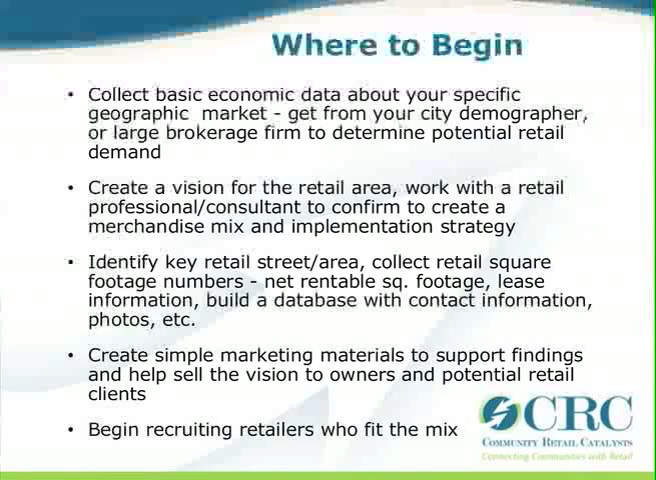 Where to Begin
• Collect basic economic data about your specific
geographic market - get from your city demographer,
or large brokerage firm to determine potential retail
demand
• Create a vision for the retail area, work with a retail
professional/consultant to confirm to create a
merchandise mix and implementation strategy
• Identify key retail street/area, collect retail square
footage numbers - net rentable sq. footage, lease
information, build a database with contact information,
photos, etc.
• Create simple marketing materials to support findings
and help sell the vision to owners and potential retail
clients
• Begin recruiting retailers who fit the mix
CRC
COMMUNITY RETAIL CATALYSTS
Connecting Communities with Retail